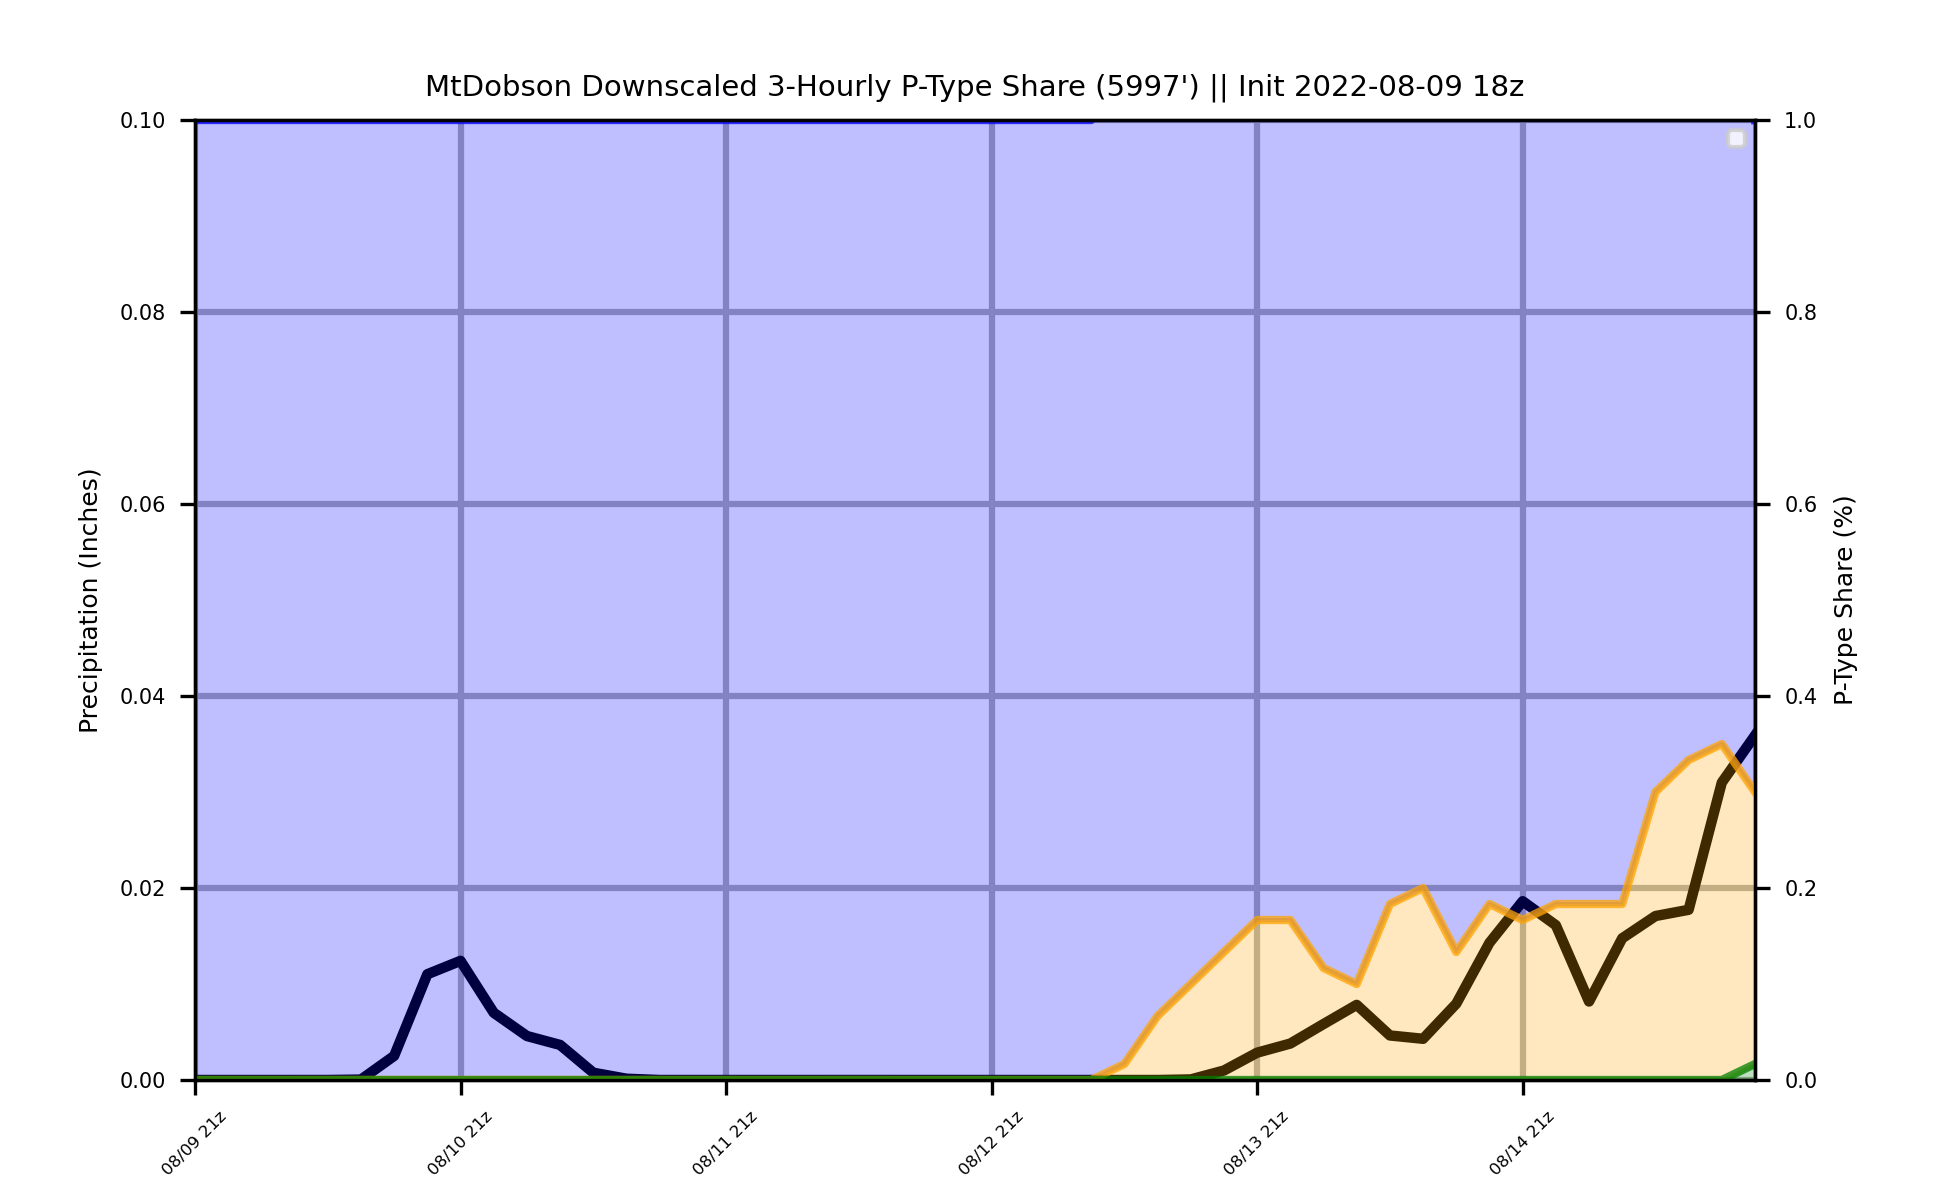 MtDobson Downscaled 3-Hourly P-Type Share (5997') || Init 2022-08-09 18z
0.10
0.08
0.06
0.04
0.02
0.00
Precipitation (Inches)
1.0
0.8
0.6
0.4
0.2
0.0
P-Type Share (%)
08/09 21z
08/10 21z
08/11 21z
08/12 21z
08/13 21z
08/14 21z